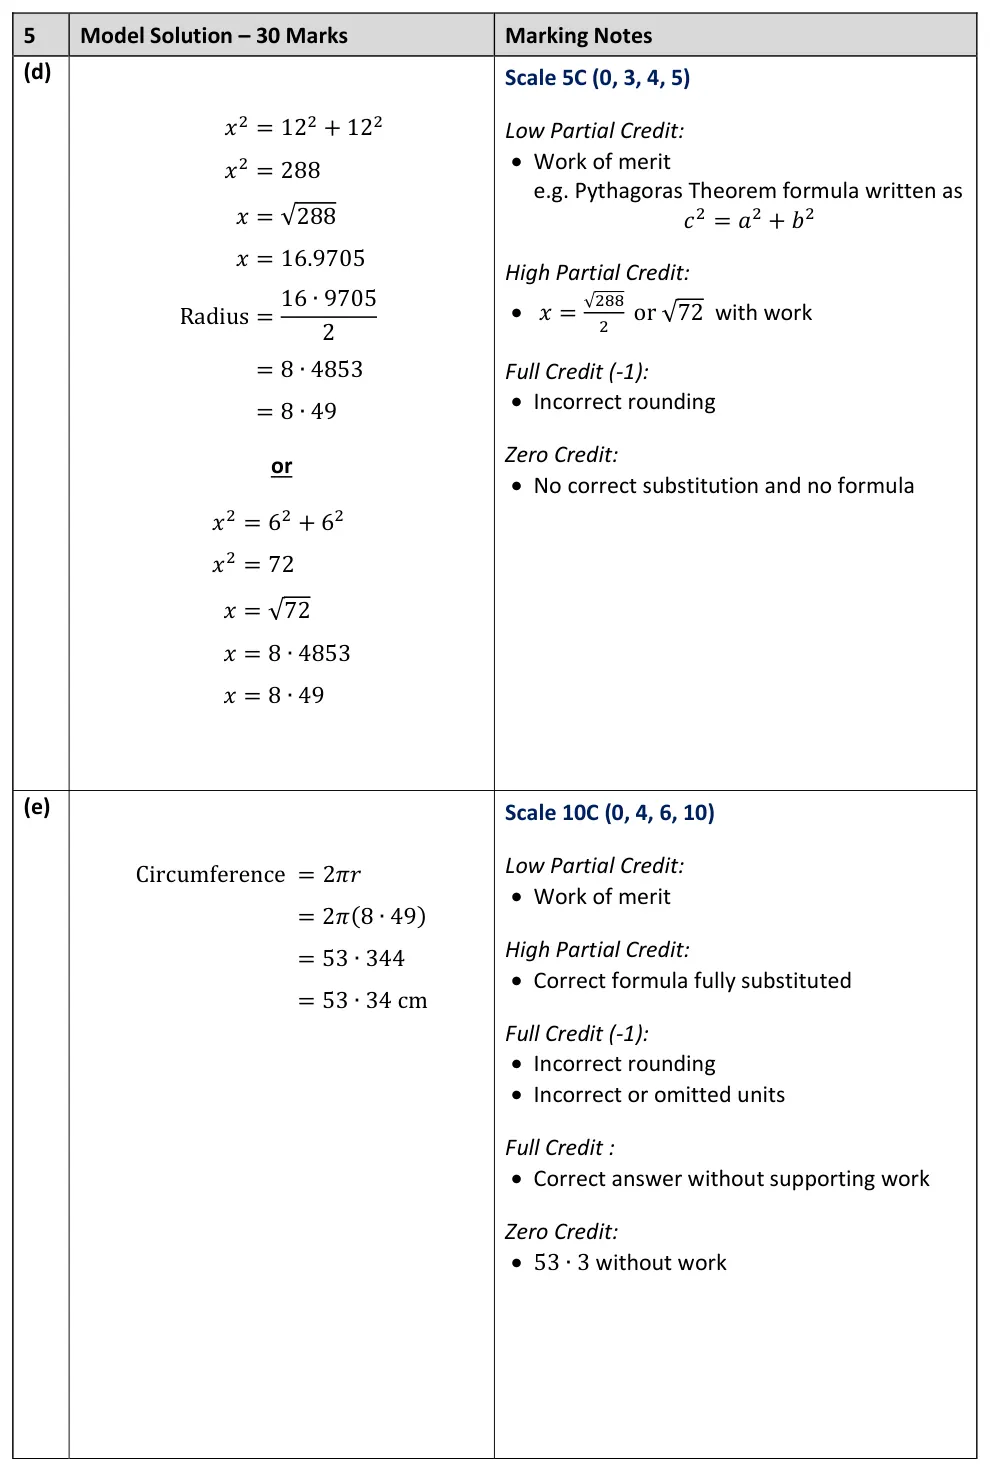 5 Model Solution – 30 Marks Marking Notes
(d)
x² = 12² + 12²
x² = 288
x = √288
x = 16.9705
Radius = 16 · 9705 / 2
= 8 · 4853
= 8 · 49
or
x² = 6² + 6²
x² = 72
x = √72
x = 8 · 4853
x = 8 · 49
Scale 5C (0, 3, 4, 5)
Low Partial Credit:
• Work of merit
e.g. Pythagoras Theorem formula written as
c² = a² + b²
High Partial Credit:
• x = √288 / 2 or √72 with work
Full Credit (-1):
• Incorrect rounding
Zero Credit:
• No correct substitution and no formula
(e)
Circumference = 2πr
= 2π(8 · 49)
= 53 · 344
= 53 · 34 cm
Scale 10C (0, 4, 6, 10)
Low Partial Credit:
• Work of merit
High Partial Credit:
• Correct formula fully substituted
Full Credit (-1):
• Incorrect rounding
• Incorrect or omitted units
Full Credit :
• Correct answer without supporting work
Zero Credit:
• 53 · 3 without work